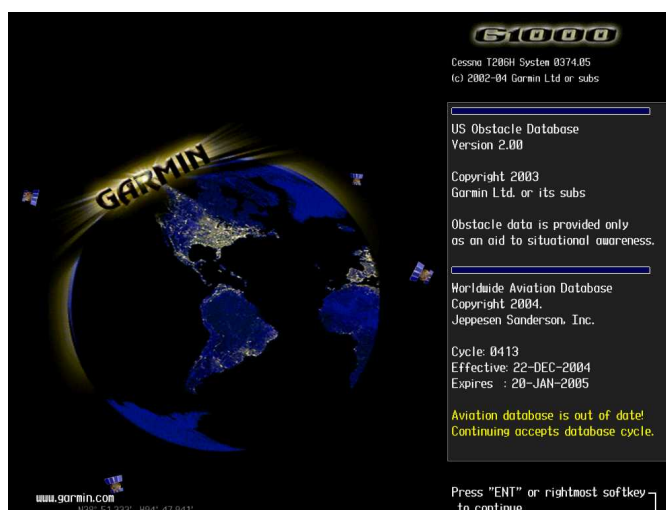 G1000
Cessna T206H System 0374.05
(c) 2002-04 Garmin Ltd or subs
US Obstacle Database
Version 2.00
Copyright 2003
Garmin Ltd. or its subs
Obstacle data is provided only
as an aid to situational awareness.
Worldwide Aviation Database
Copyright 2004.
Jeppesen Sanderson, Inc.
Cycle: 0413
Effective: 22-DEC-2004
Expires : 20-JAN-2005
Aviation database is out of date!
Continuing accepts database cycle.
Press "ENT" or rightmost softkey
to continue
GARMIN
www.garmin.com